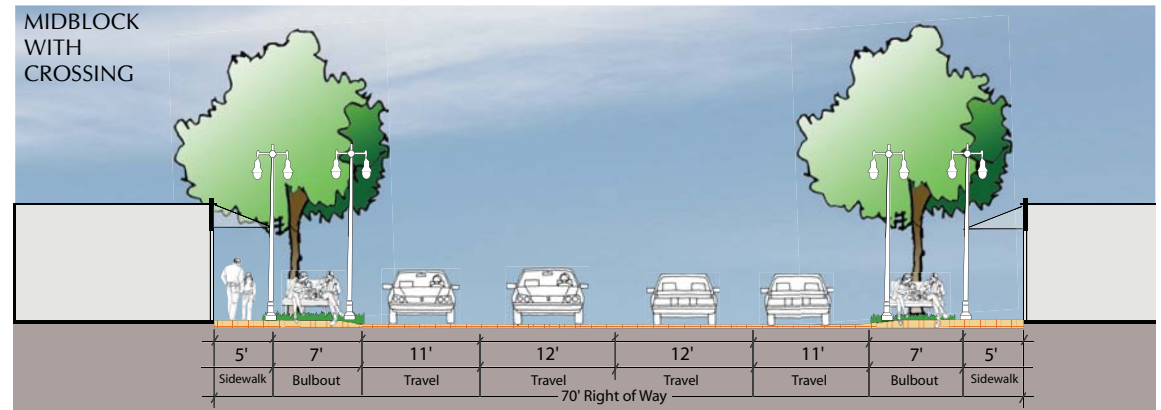 MIDBLOCK
WITH
CROSSING
5' 7' 11' 12' 12' 11' 7' 5'
Sidewalk Bulbout Travel Travel Travel Travel Bulbout Sidewalk
70' Right of Way